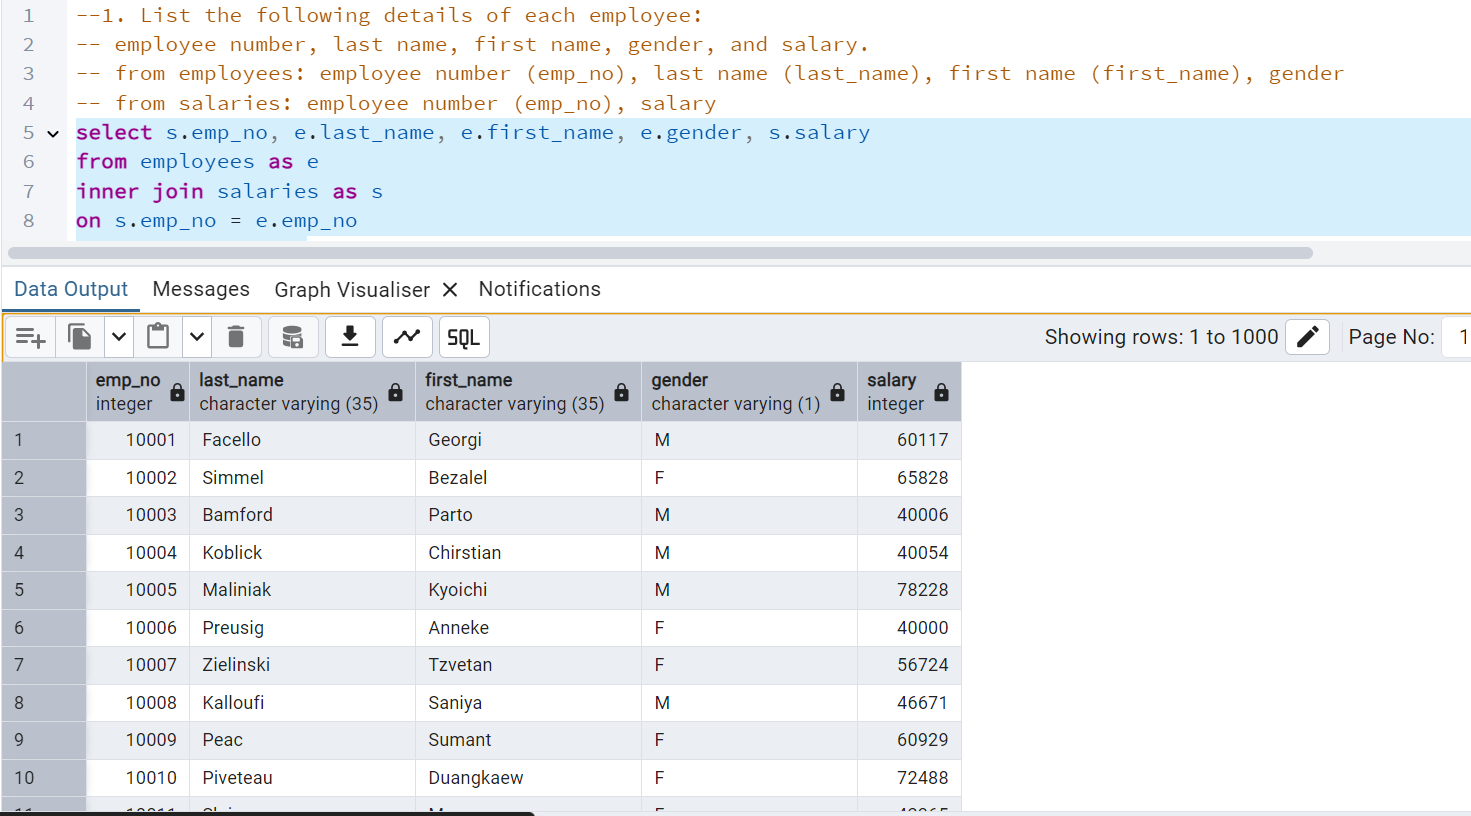 1 --1. List the following details of each employee:
2 -- employee number, last name, first name, gender, and salary.
3 -- from employees: employee number (emp_no), last name (last_name), first name (first_name), gender
4 -- from salaries: employee number (emp_no), salary
5 select s.emp_no, e.last_name, e.first_name, e.gender, s.salary
6 from employees as e
7 inner join salaries as s
8 on s.emp_no = e.emp_no
Data Output Messages Graph Visualiser Notifications
SQL Showing rows: 1 to 1000 Page No: 1
emp_no last_name first_name gender salary
integer character varying (35) character varying (35) character varying (1) integer
1 10001 Facello Georgi M 60117
2 10002 Simmel Bezalel F 65828
3 10003 Bamford Parto M 40006
4 10004 Koblick Chirstian M 40054
5 10005 Maliniak Kyoichi M 78228
6 10006 Preusig Anneke F 40000
7 10007 Zielinski Tzvetan F 56724
8 10008 Kalloufi Saniya M 46671
9 10009 Peac Sumant F 60929
10 10010 Piveteau Duangkaew F 72488